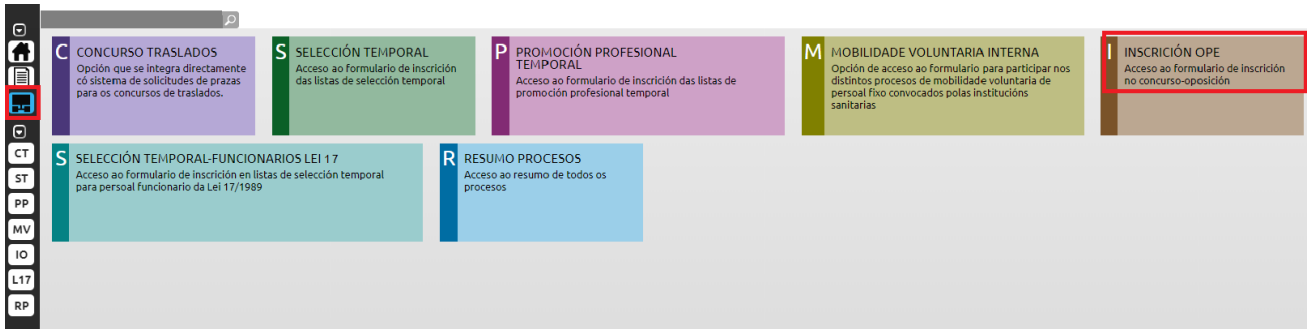 C
CONCURSO TRASLADOS
Opción que se integra directamente
có sistema de solicitudes de prazas
para os concursos de traslados.
S
SELECCIÓN TEMPORAL
Acceso ao formulario de inscrición
das listas de selección temporal
P
PROMOCIÓN PROFESIONAL
TEMPORAL
Acceso ao formulario de inscrición das listas de
promoción profesional temporal
M
MOBILIDADE VOLUNTARIA INTERNA
Opción de acceso ao formulario para participar nos
distintos procesos de mobilidade voluntaria de
persoal fixo convocados polas institucións
sanitarias
I
INSCRICIÓN OPE
Acceso ao formulario de inscrición
no concurso-oposición
S
SELECCIÓN TEMPORAL-FUNCIONARIOS LEI 17
Acceso ao formulario de inscrición en listas de selección temporal
para persoal funcionario da Lei 17/1989
R
RESUMO PROCESOS
Acceso ao resumo de todos os
procesos
CT
ST
PP
MV
IO
L17
RP